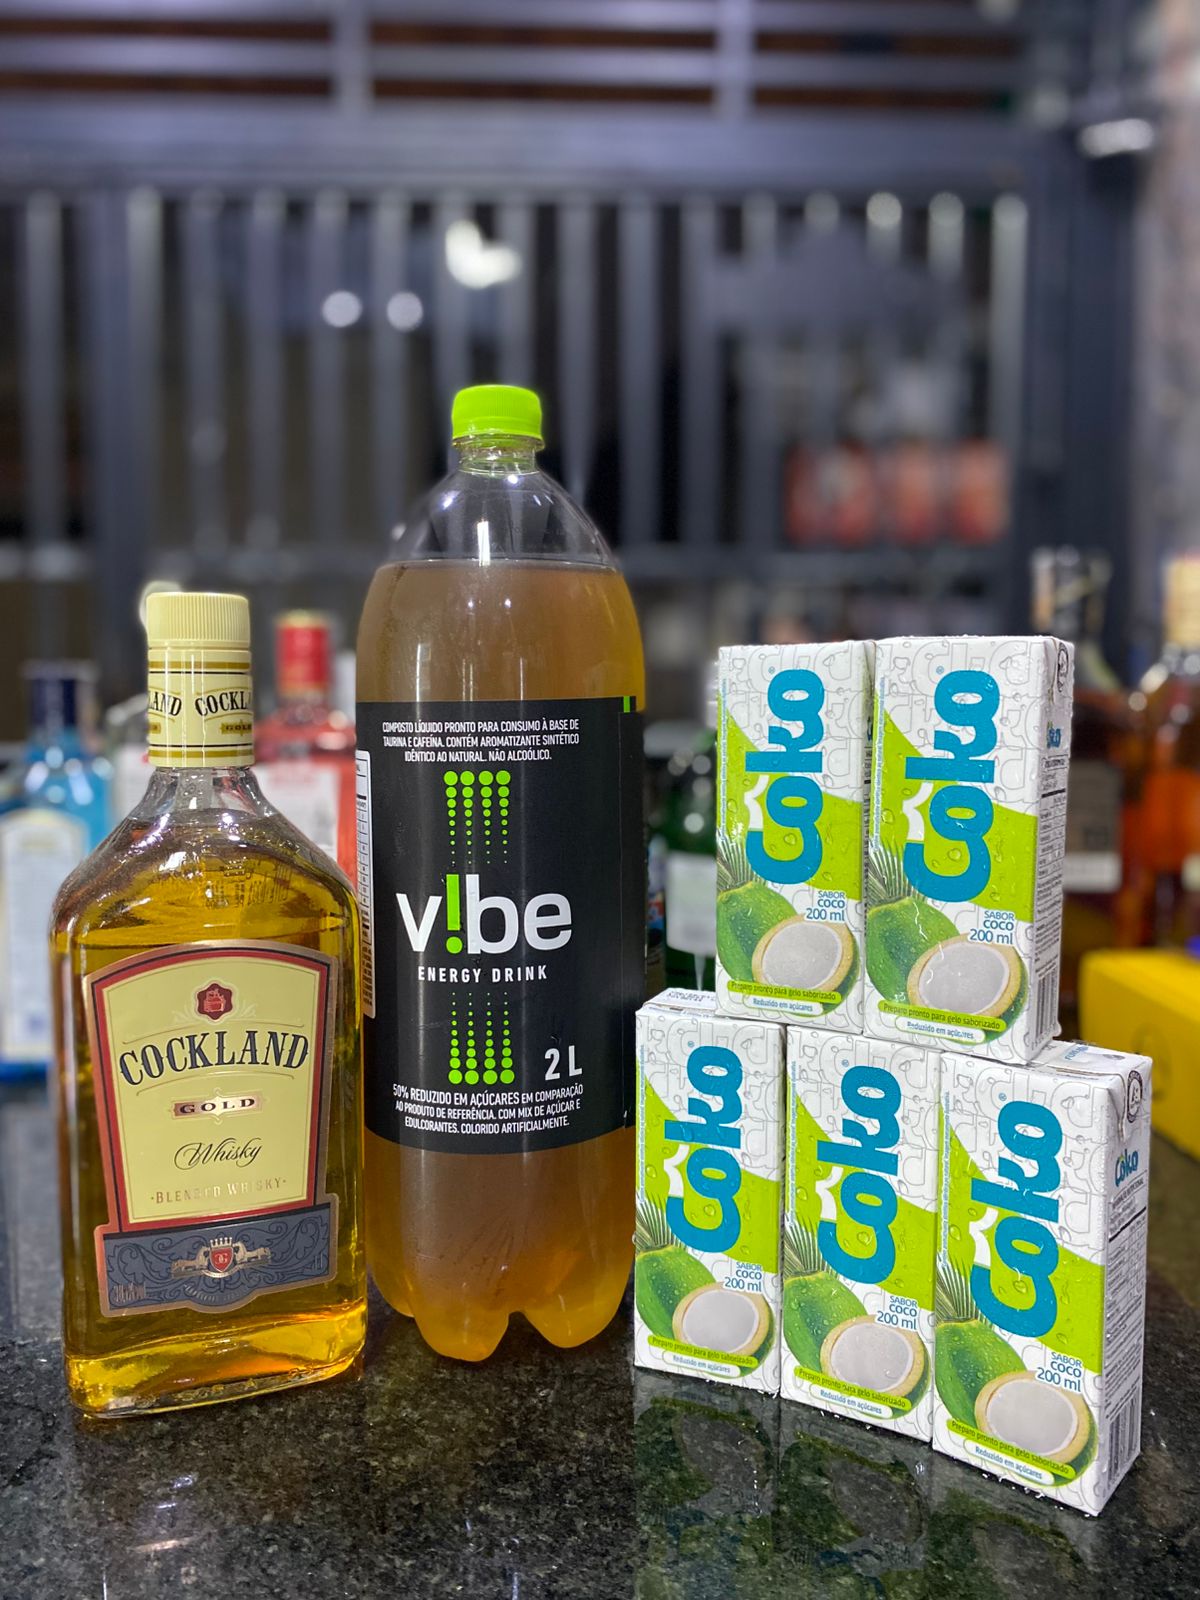 COCKL
GOLD
COCKLAND
GOLD
Whisky
BLENDED WHISKY
COMPOSTO LÍQUIDO PRONTO PARA CONSUMO À BASE DE
TAURINA E CAFEÍNA. CONTÉM AROMATIZANTE SINTÉTICO
IDÊNTICO AO NATURAL. NÃO ALCOÓLICO.
v!be
ENERGY DRINK
2 L
50% REDUZIDO EM AÇÚCARES EM COMPARAÇÃO
AO PRODUTO DE REFERÊNCIA. COM MIX DE AÇÚCAR E
EDULCORANTES. COLORIDO ARTIFICIALMENTE.
Coko
SABOR
COCO
200 ml
Preparo pronto para gelo saborizado
Reduzido em açúcares
Coko
SABOR
COCO
200 ml
Preparo pronto para gelo saborizado
Reduzido em açúcares
Coko
SABOR
COCO
200 ml
Preparo pronto para gelo saborizado
Reduzido em açúcares
Coko
SABOR
COCO
200 ml
Preparo pronto para gelo saborizado
Reduzido em açúcares
Coko
SABOR
COCO
200 ml
Preparo pronto para gelo saborizado
Reduzido em açúcares
Coko